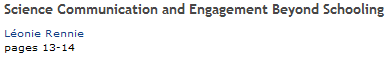 Science Communication and Engagement Beyond Schooling
Léonie Rennie
pages 13-14